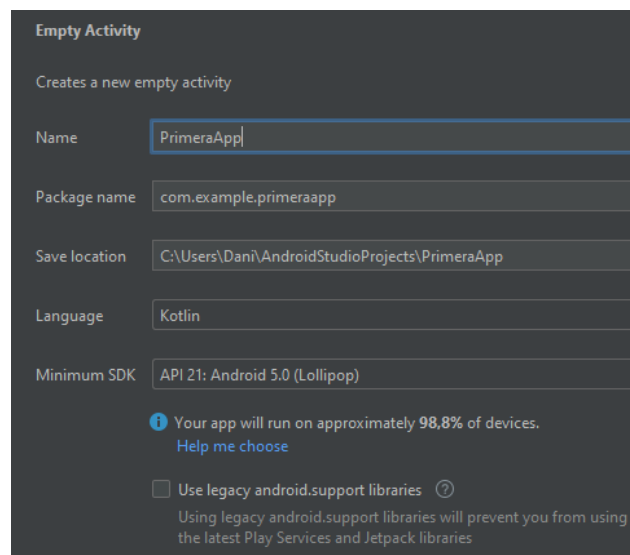 Empty Activity
Creates a new empty activity
Name PrimeraApp
Package name com.example.primeraapp
Save location C:\Users\Dani\AndroidStudioProjects\PrimeraApp
Language Kotlin
Minimum SDK API 21: Android 5.0 (Lollipop)
i Your app will run on approximately 98,8% of devices.
Help me choose
Use legacy android.support libraries ?
Using legacy android.support libraries will prevent you from using
the latest Play Services and Jetpack libraries